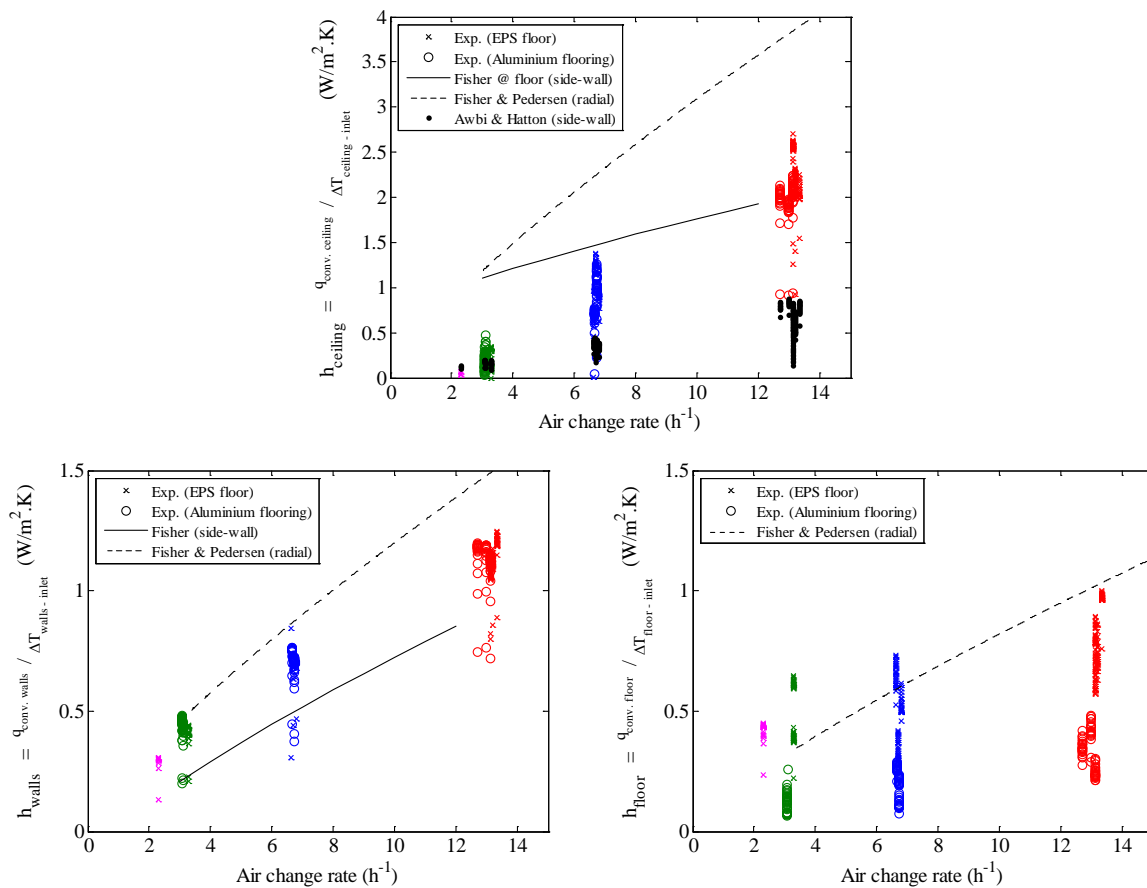 h_ceiling = q_conv. ceiling / ΔT_ceiling - inlet (W/m².K)
4
3.5
3
2.5
2
1.5
1
0.5
0
Exp. (EPS floor)
Exp. (Aluminium flooring)
Fisher @ floor (side-wall)
Fisher & Pedersen (radial)
Awbi & Hatton (side-wall)
0 2 4 6 8 10 12 14
Air change rate (h⁻¹)
h_walls = q_conv. walls / ΔT_walls - inlet (W/m².K)
1.5
1
0.5
0
Exp. (EPS floor)
Exp. (Aluminium flooring)
Fisher (side-wall)
Fisher & Pedersen (radial)
0 2 4 6 8 10 12 14
Air change rate (h⁻¹)
h_floor = q_conv. floor / ΔT_floor - inlet (W/m².K)
1.5
1
0.5
0
Exp. (EPS floor)
Exp. (Aluminium flooring)
Fisher & Pedersen (radial)
0 2 4 6 8 10 12 14
Air change rate (h⁻¹)